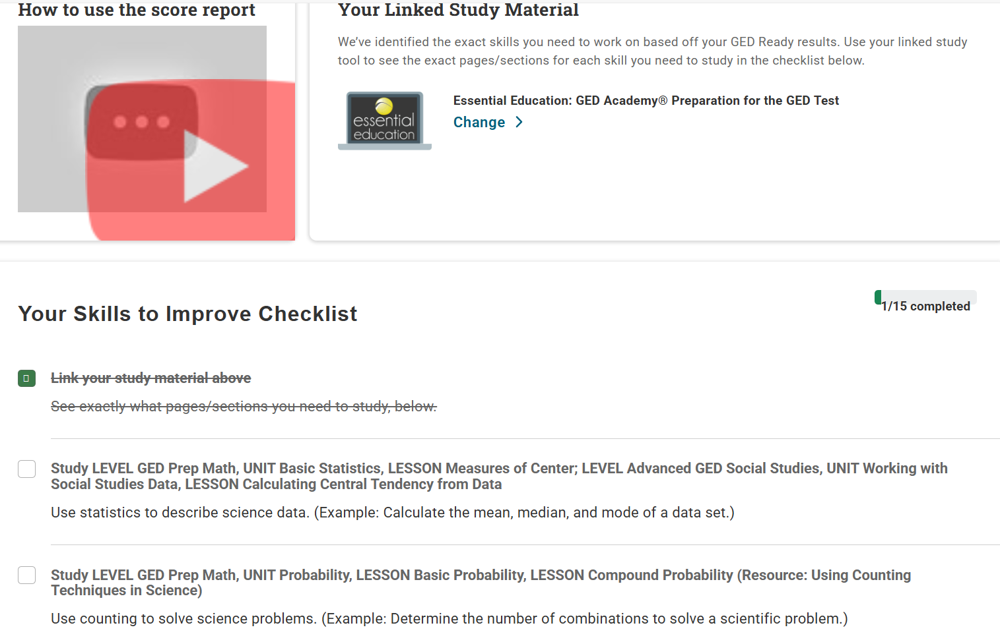 How to use the score report
Your Linked Study Material
We’ve identified the exact skills you need to work on based off your GED Ready results. Use your linked study
tool to see the exact pages/sections for each skill you need to study in the checklist below.
essential
education
Essential Education: GED Academy® Preparation for the GED Test
Change
Your Skills to Improve Checklist
1/15 completed
Link your study material above
See exactly what pages/sections you need to study, below.
Study LEVEL GED Prep Math, UNIT Basic Statistics, LESSON Measures of Center; LEVEL Advanced GED Social Studies, UNIT Working with
Social Studies Data, LESSON Calculating Central Tendency from Data
Use statistics to describe science data. (Example: Calculate the mean, median, and mode of a data set.)
Study LEVEL GED Prep Math, UNIT Probability, LESSON Basic Probability, LESSON Compound Probability (Resource: Using Counting
Techniques in Science)
Use counting to solve science problems. (Example: Determine the number of combinations to solve a scientific problem.)